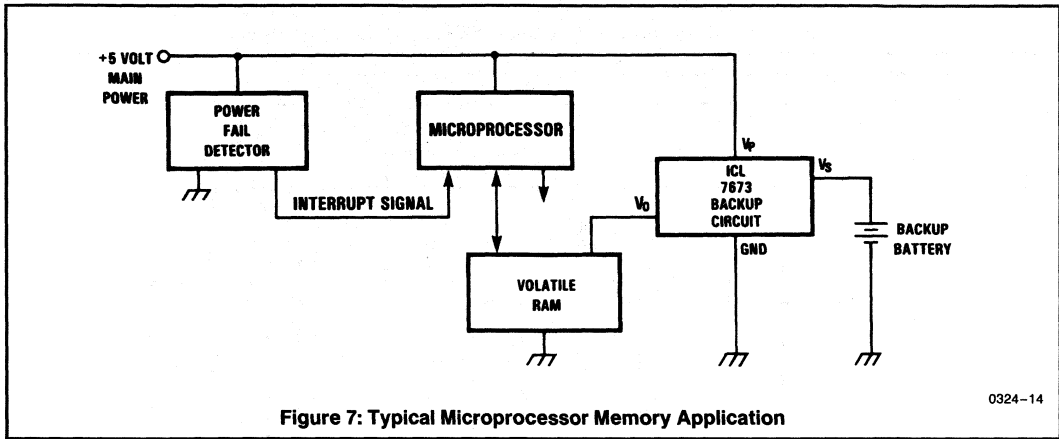 +5 VOLT
MAIN
POWER
POWER
FAIL
DETECTOR
MICROPROCESSOR
INTERRUPT SIGNAL
VOLATILE
RAM
VO
VP
VS
ICL
7673
BACKUP
CIRCUIT
GND
BACKUP
BATTERY
0324-14
Figure 7: Typical Microprocessor Memory Application